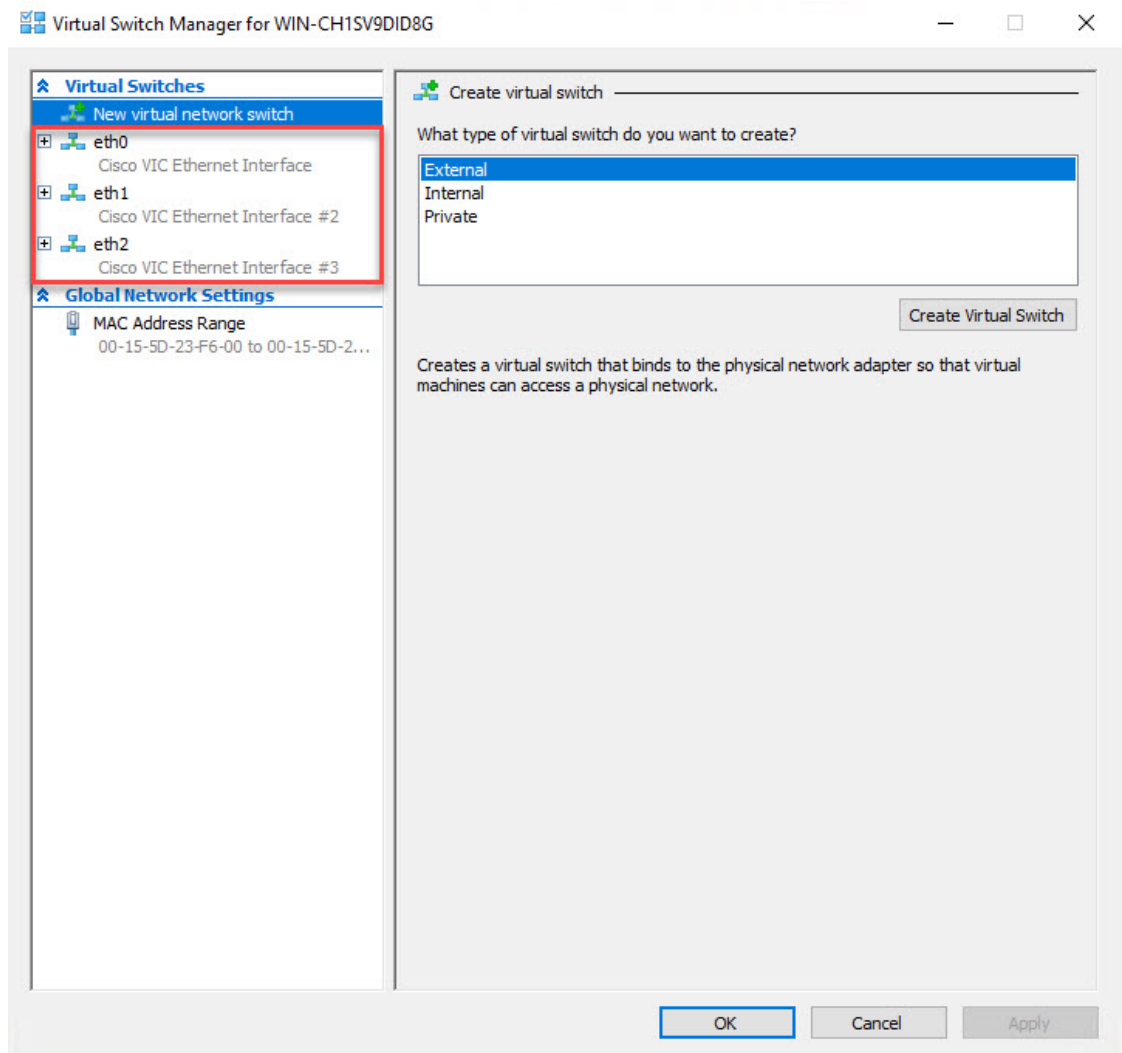 Virtual Switch Manager for WIN-CH1SV9DID8G
Virtual Switches
New virtual network switch
eth0
Cisco VIC Ethernet Interface
eth1
Cisco VIC Ethernet Interface #2
eth2
Cisco VIC Ethernet Interface #3
Global Network Settings
MAC Address Range
00-15-5D-23-F6-00 to 00-15-5D-2...
Create virtual switch
What type of virtual switch do you want to create?
External
Internal
Private
Create Virtual Switch
Creates a virtual switch that binds to the physical network adapter so that virtual
machines can access a physical network.
OK
Cancel
Apply